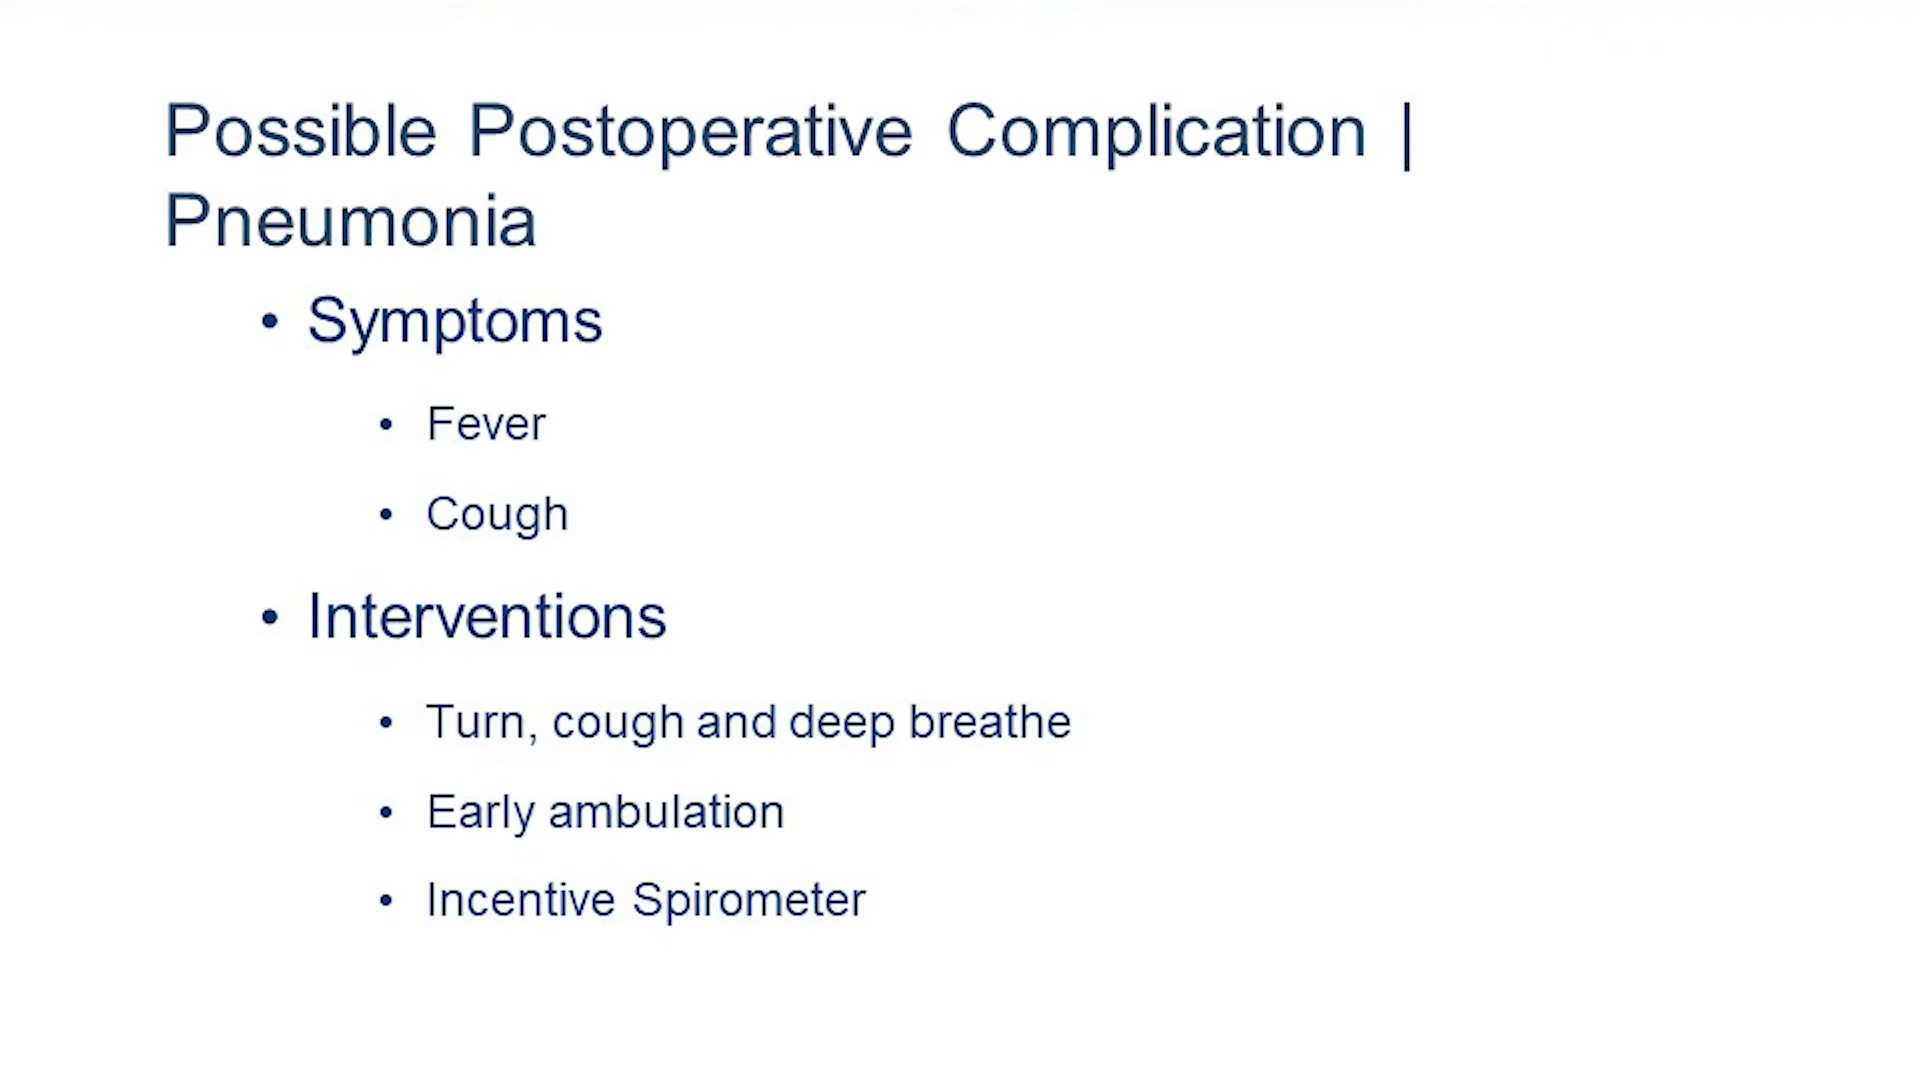 Possible Postoperative Complication |
Pneumonia
• Symptoms
• Fever
• Cough
• Interventions
• Turn, cough and deep breathe
• Early ambulation
• Incentive Spirometer